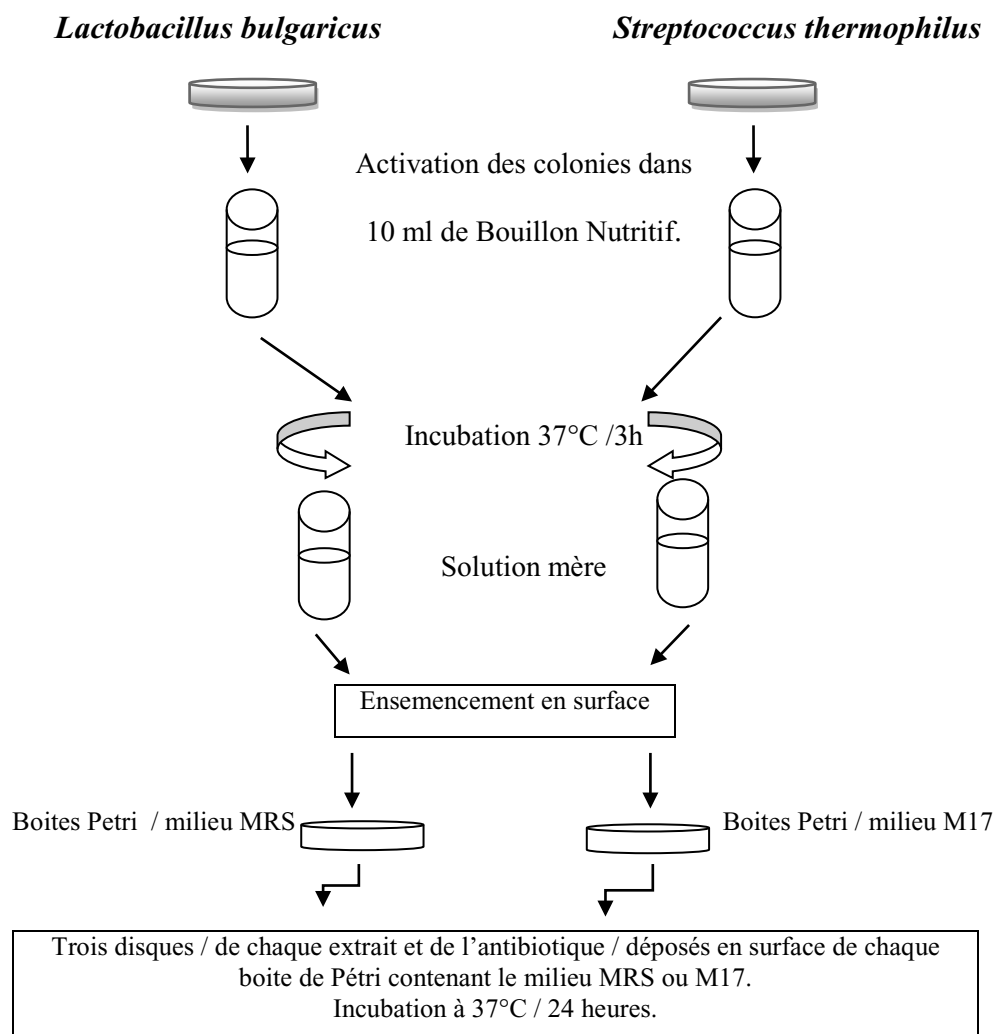 Lactobacillus bulgaricus
Streptococcus thermophilus
Activation des colonies dans
10 ml de Bouillon Nutritif.
Incubation 37°C /3h
Solution mère
Ensemencement en surface
Boites Petri / milieu MRS
Boites Petri / milieu M17
Trois disques / de chaque extrait et de l’antibiotique / déposés en surface de chaque
boite de Pétri contenant le milieu MRS ou M17.
Incubation à 37°C / 24 heures.